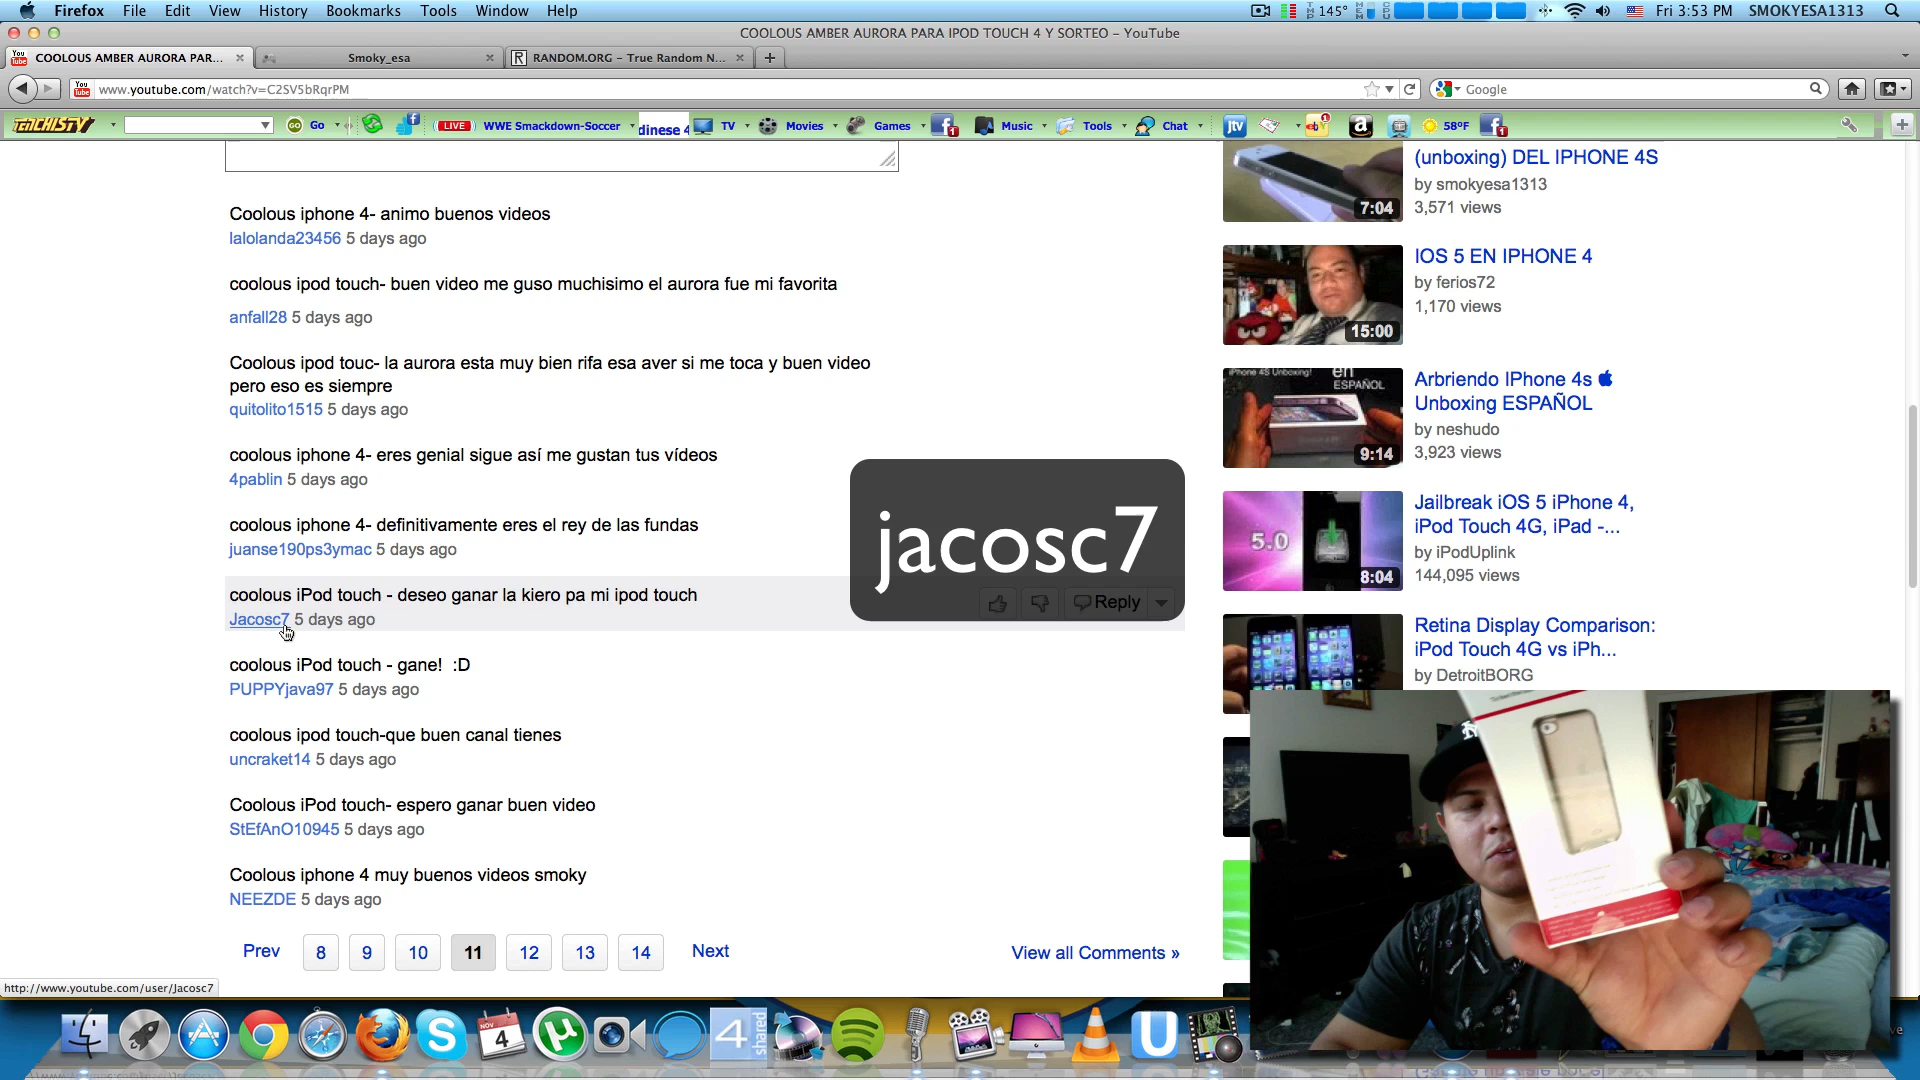 Firefox File Edit View History Bookmarks Tools Window Help
145° Fri 3:53 PM SMOKYESA1313
COOLOUS AMBER AURORA PARA IPOD TOUCH 4 Y SORTEO - YouTube
COOLOUS AMBER AURORA PAR... Smoky_esa RANDOM.ORG - True Random N...
www.youtube.com/watch?v=C2SV5bRqrPM Google
TENCHISTV Go LIVE WWE Smackdown-Soccer dinese 4 TV Movies Games Music Tools Chat jtv 58°F
Coolous iphone 4- animo buenos videos
lalolanda23456 5 days ago
coolous ipod touch- buen video me guso muchisimo el aurora fue mi favorita
anfall28 5 days ago
Coolous ipod touc- la aurora esta muy bien rifa esa aver si me toca y buen video
pero eso es siempre
quitolito1515 5 days ago
coolous iphone 4- eres genial sigue así me gustan tus vídeos
4pablin 5 days ago
coolous iphone 4- definitivamente eres el rey de las fundas
juanse190ps3ymac 5 days ago
coolous iPod touch - deseo ganar la kiero pa mi ipod touch
Jacosc7 5 days ago
Reply
jacosc7
coolous iPod touch - gane! :D
PUPPYjava97 5 days ago
coolous ipod touch-que buen canal tienes
uncraket14 5 days ago
Coolous iPod touch- espero ganar buen video
StEfAnO10945 5 days ago
Coolous iphone 4 muy buenos videos smoky
NEEZDE 5 days ago
Prev 8 9 10 11 12 13 14 Next View all Comments »
http://www.youtube.com/user/Jacosc7
(unboxing) DEL IPHONE 4S
by smokyesa1313
3,571 views
7:04
IOS 5 EN IPHONE 4
by ferios72
1,170 views
15:00
iPhone 4S Unboxing! en
ESPAÑOL
Arbriendo IPhone 4s
Unboxing ESPAÑOL
by neshudo
3,923 views
9:14
5.0
Jailbreak iOS 5 iPhone 4,
iPod Touch 4G, iPad -...
by iPodUplink
144,095 views
8:04
Retina Display Comparison:
iPod Touch 4G vs iPh...
by DetroitBORG
NOV
4
4 shared